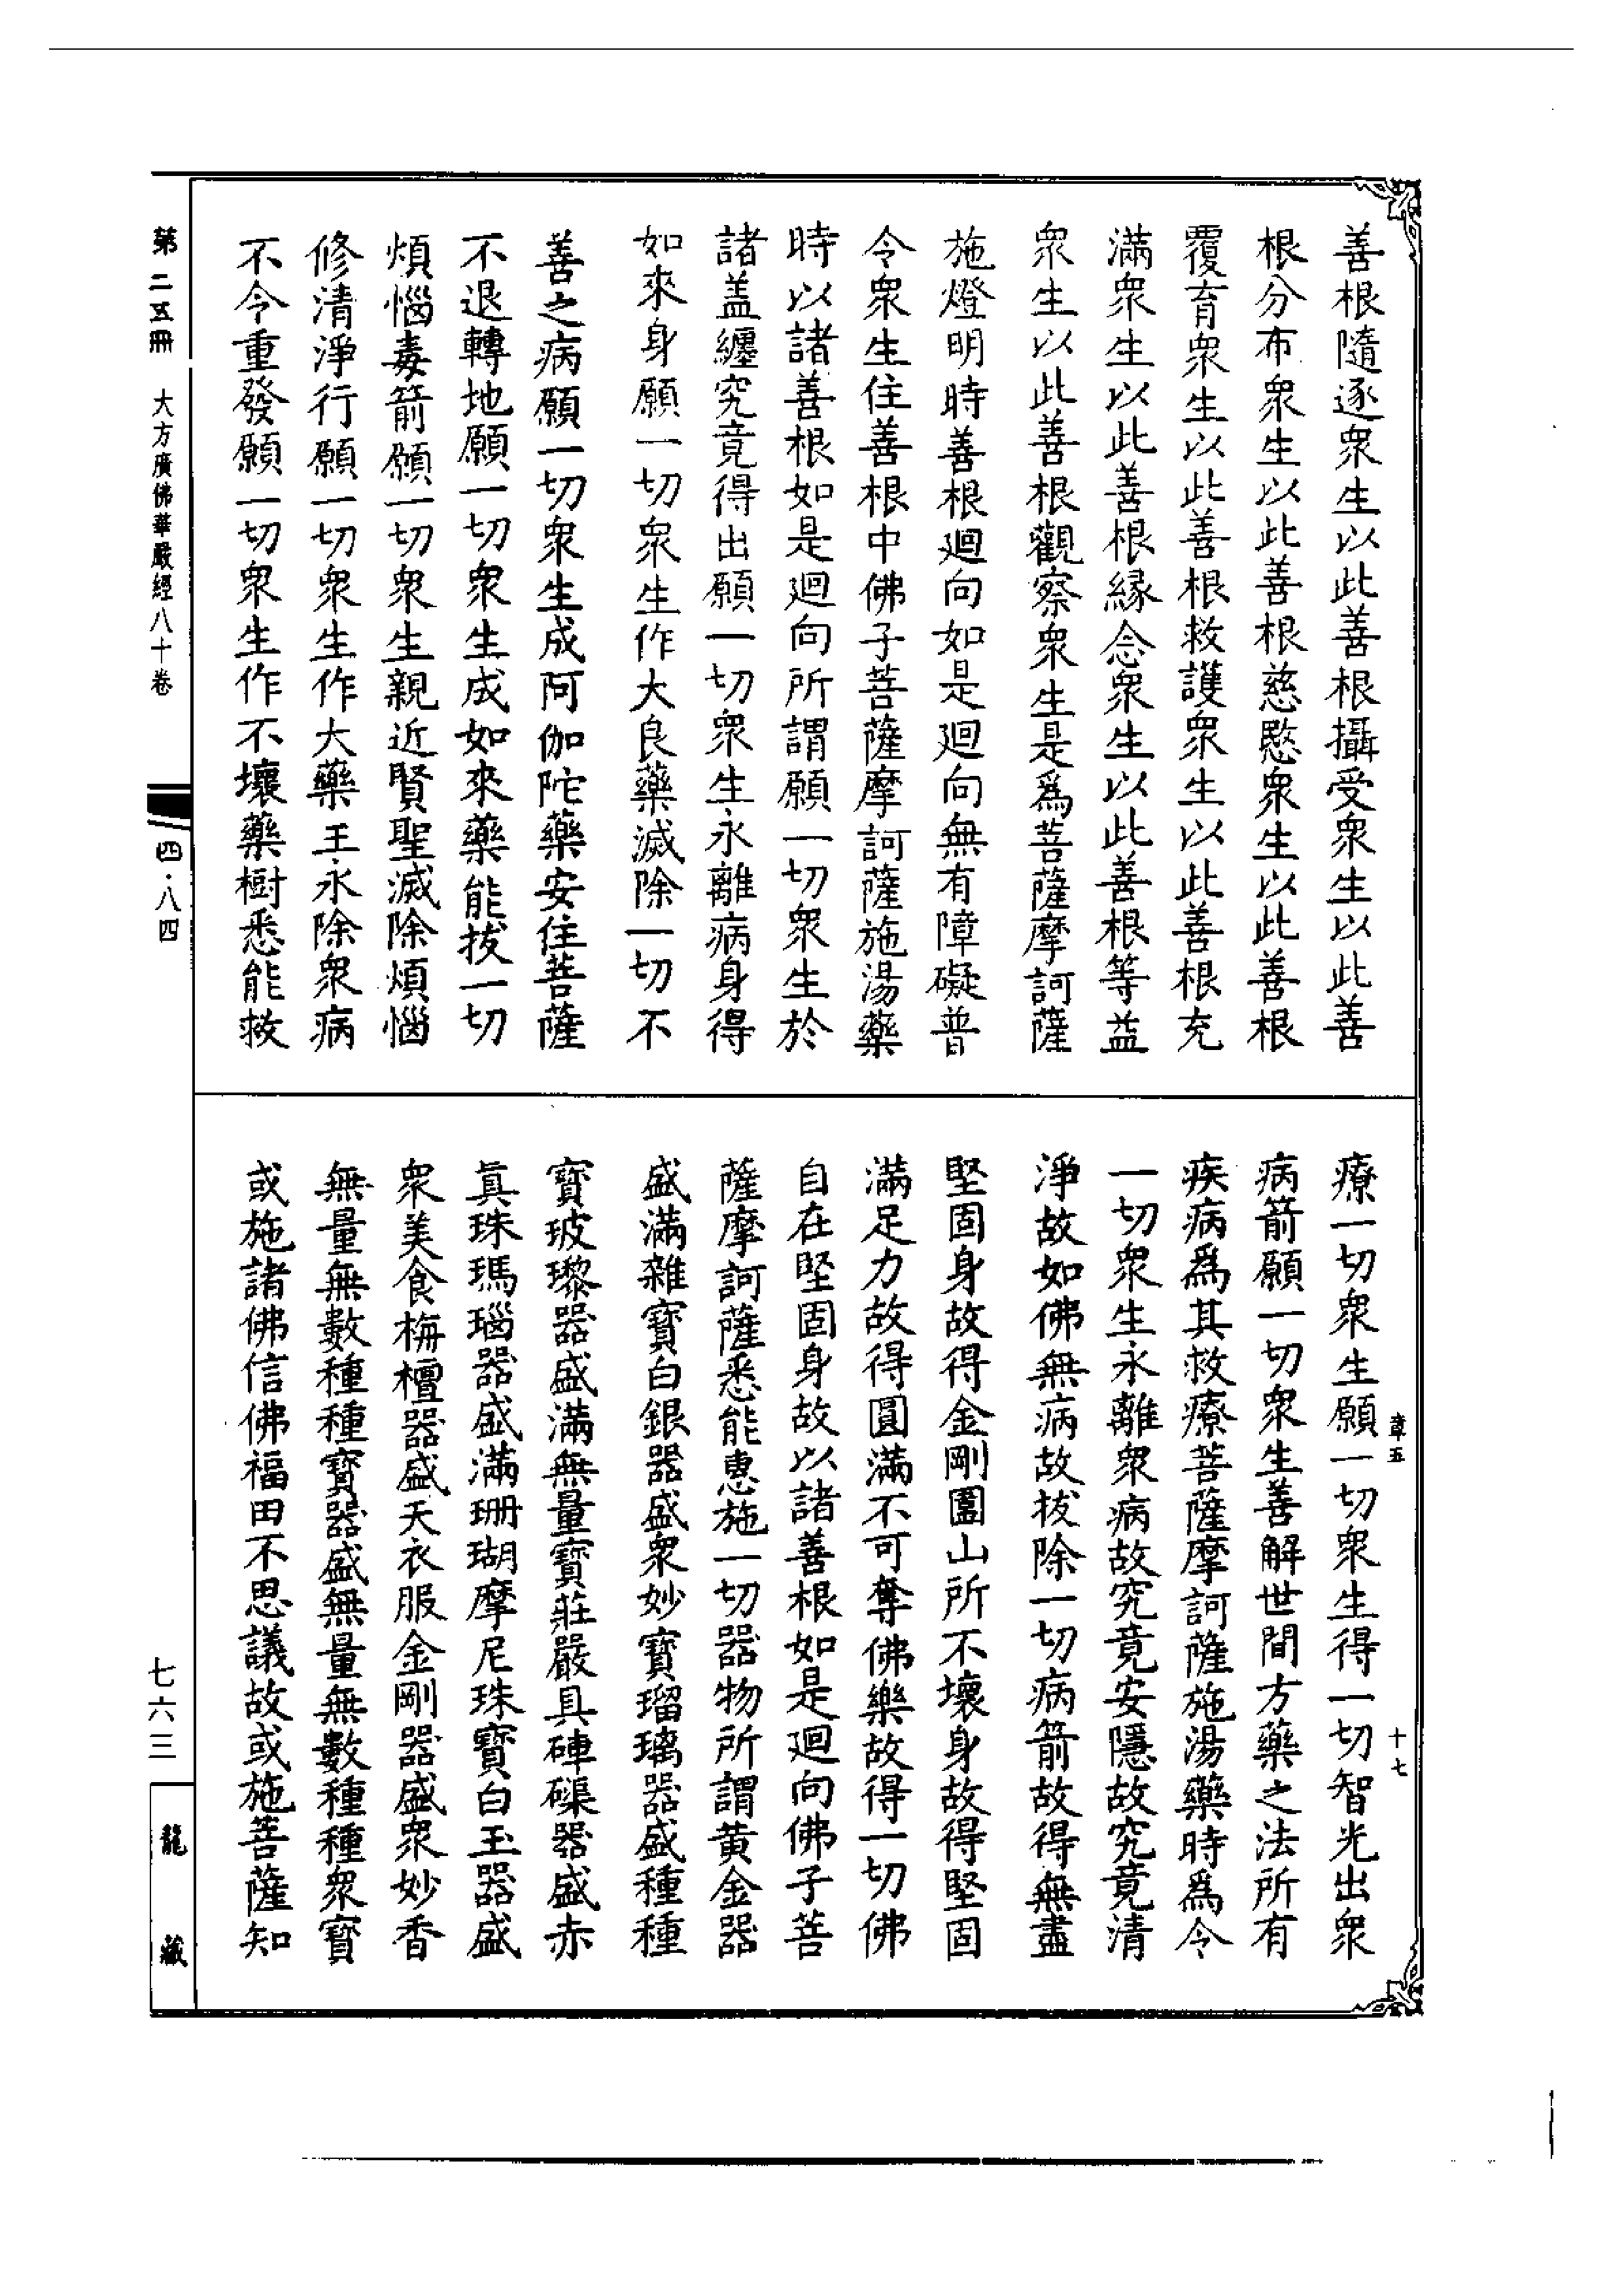 善根隨逐衆生以此善根攝受衆生以此善
根分布衆生以此善根慈愍衆生以此善根
覆育衆生以此善根救護衆生以此善根充
滿衆生以此善根緣念衆生以此善根等益
衆生以此善根觀察衆生是爲菩薩摩訶薩
施燈明時善根廻向如是廻向無有障礙普
令衆生住善根中佛子菩薩摩訶薩施湯藥
時以諸善根如是廻向所謂願一切衆生於
諸盖纏究竟得出願一切衆生永離病身得
如來身願一切衆生作大良藥滅除一切不
善之病願一切衆生成阿伽陀藥安住菩薩
不退轉地願一切衆生成如來藥能拔一切
煩惱毒箭願一切衆生親近賢聖滅除煩惱
修清淨行願一切衆生作大藥王永除衆病
不令重發願一切衆生作不壞藥樹悉能救
療一切衆生願一切衆生得一切智光出衆
病箭願一切衆生善解世間方藥之法所有
疾病爲其救療菩薩摩訶薩施湯藥時爲令
一切衆生永離衆病故究竟安隱故究竟清
淨故如佛無病故拔除一切病箭故得無盡
堅固身故得金剛圍山所不壞身故得堅固
滿足力故得圓滿不可奪佛樂故得一切佛
自在堅固身故以諸善根如是廻向佛子菩
薩摩訶薩悉能惠施一切器物所謂黃金器
盛滿雜寶白銀器盛衆妙寶瑠璃器盛種種
寶玻瓈器盛滿無量寶莊嚴具硨磲器盛赤
真珠瑪瑙器盛滿珊瑚摩尼珠寶白玉器盛
衆美食栴檀器盛天衣服金剛器盛衆妙香
無量無數種種寶器盛無量無數種種衆寶
或施諸佛信佛福田不思議故或施菩薩知
章五
十七
第二五冊
大方廣佛華嚴經八十卷
四·八四
七六三
龍藏